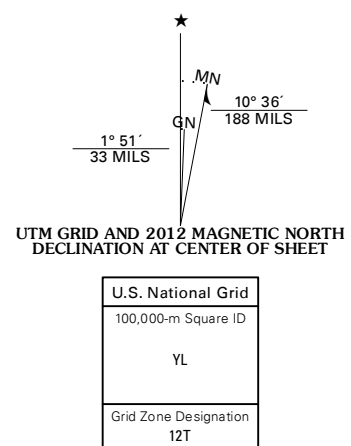 ★
MN
GN
10° 36´
188 MILS
1° 51´
33 MILS
UTM GRID AND 2012 MAGNETIC NORTH
DECLINATION AT CENTER OF SHEET
U.S. National Grid
100,000-m Square ID
YL
Grid Zone Designation
12T